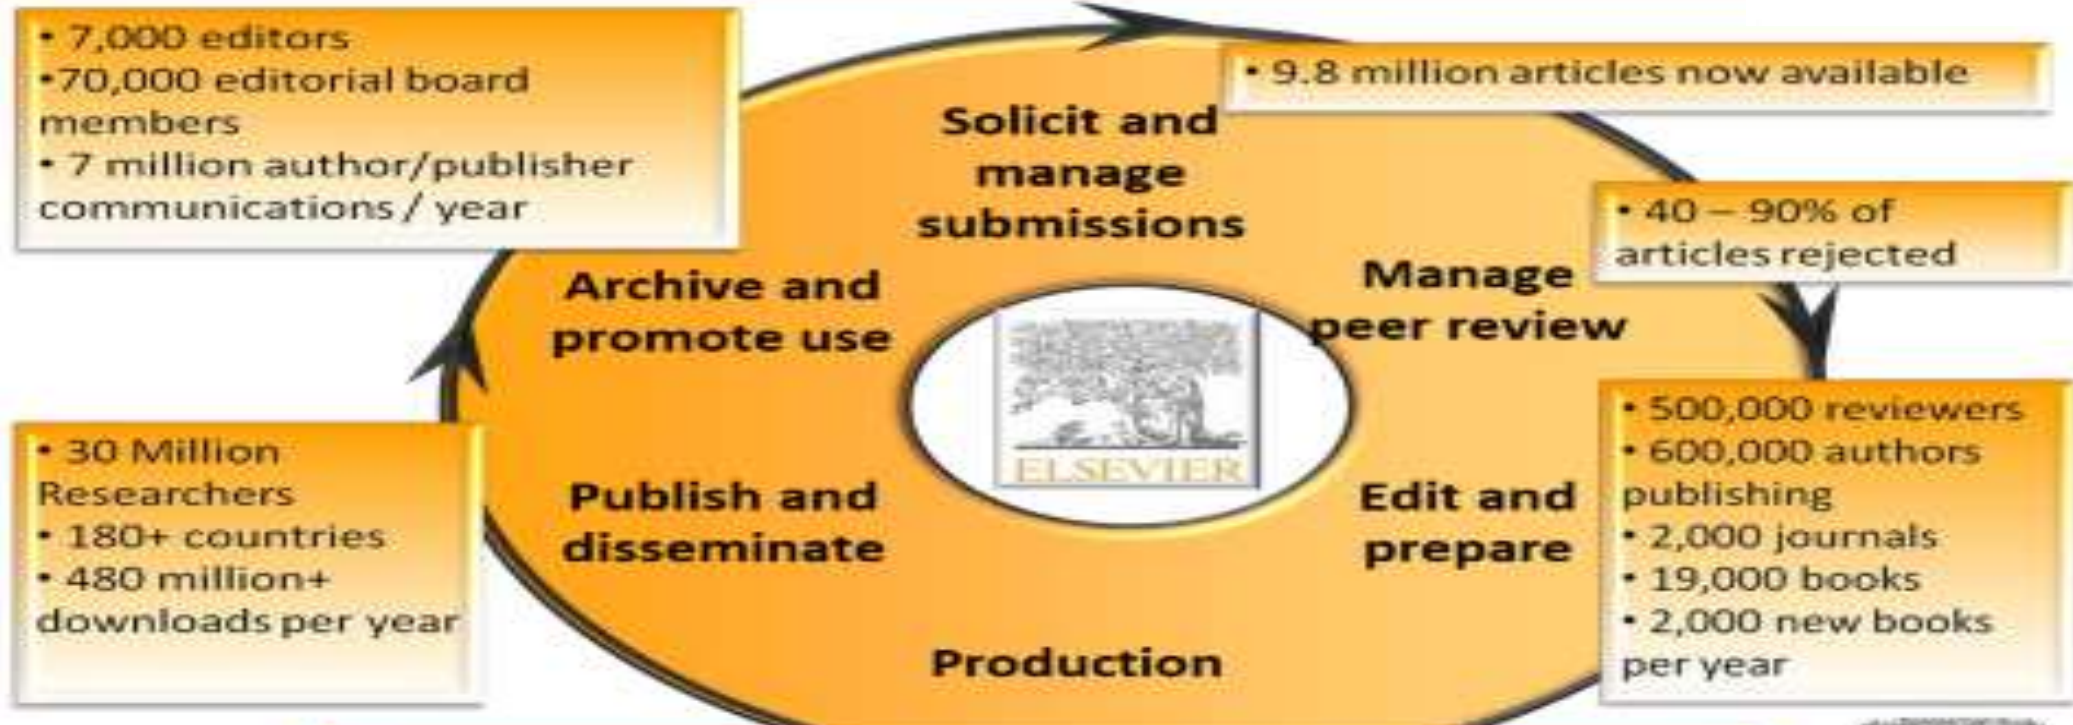 • 7,000 editors
•70,000 editorial board
members
• 7 million author/publisher
communications / year
• 9.8 million articles now available
Solicit and
manage
submissions
• 40 – 90% of
articles rejected
Manage
peer review
Archive and
promote use
ELSEVIER
• 30 Million
Researchers
• 180+ countries
• 480 million+
downloads per year
Publish and
disseminate
Edit and
prepare
• 500,000 reviewers
• 600,000 authors
publishing
• 2,000 journals
• 19,000 books
• 2,000 new books
per year
Production